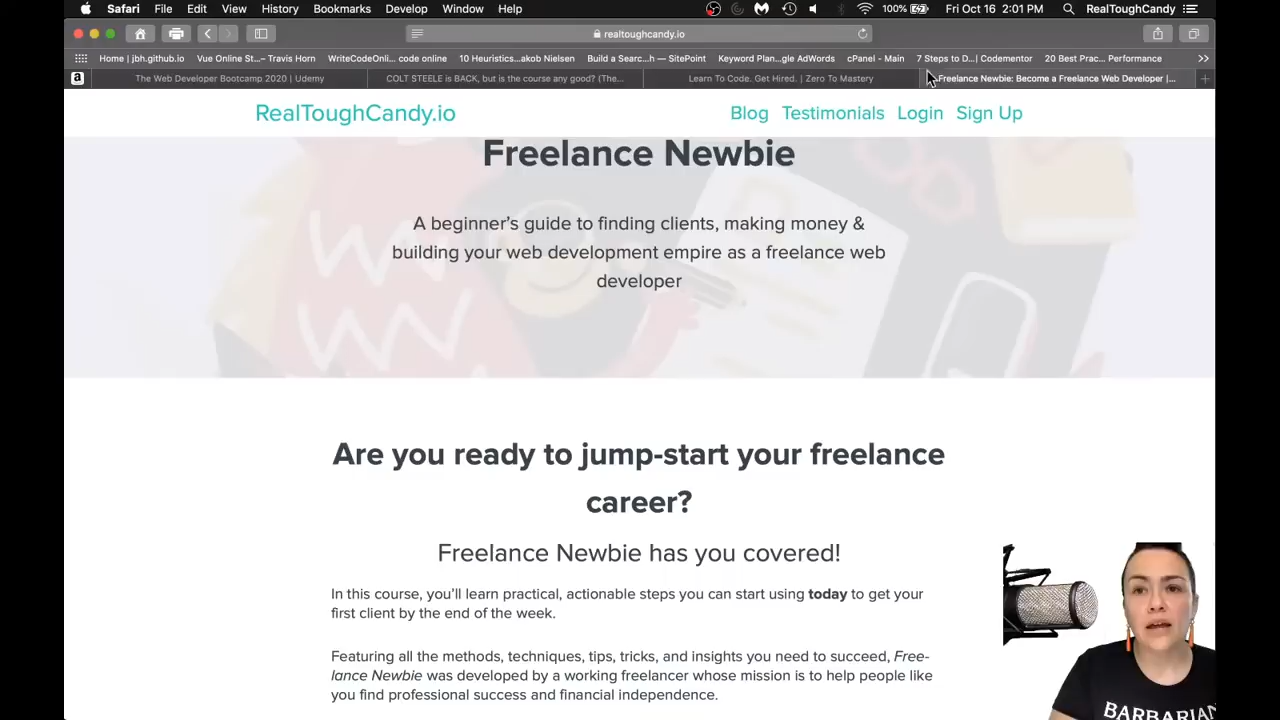 Safari File Edit View History Bookmarks Develop Window Help 100% Fri Oct 16 2:01 PM RealToughCandy
realtoughcandy.io
Home | jbh.github.io Vue Online St...– Travis Horn WriteCodeOnli... code online 10 Heuristics...akob Nielsen Build a Searc...h — SitePoint Keyword Plan...gle AdWords cPanel - Main 7 Steps to D...| Codementor 20 Best Prac... Performance
The Web Developer Bootcamp 2020 | Udemy COLT STEELE is BACK, but is the course any good? (The... Learn To Code. Get Hired. | Zero To Mastery Freelance Newbie: Become a Freelance Web Developer |...
RealToughCandy.io Blog Testimonials Login Sign Up
Freelance Newbie
A beginner’s guide to finding clients, making money &
building your web development empire as a freelance web
developer
Are you ready to jump-start your freelance
career?
Freelance Newbie has you covered!
In this course, you’ll learn practical, actionable steps you can start using today to get your
first client by the end of the week.
Featuring all the methods, techniques, tips, tricks, and insights you need to succeed, Free-
lance Newbie was developed by a working freelancer whose mission is to help people like
you find professional success and financial independence.
BARBARIAN